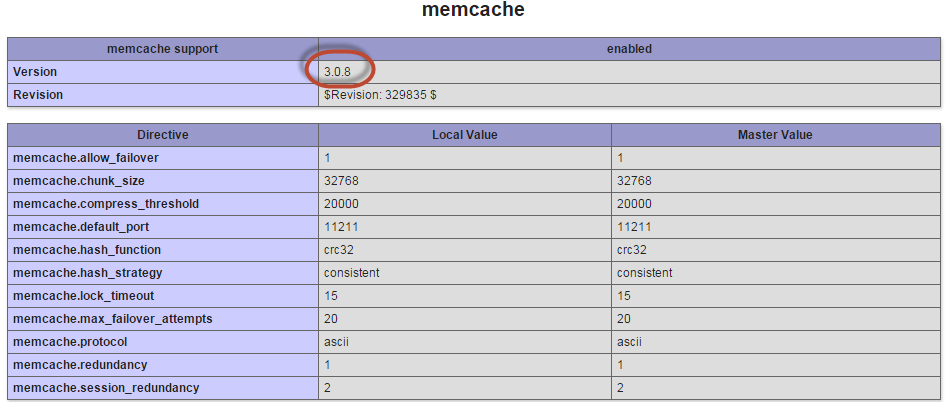 memcache
memcache support enabled
Version 3.0.8
Revision $Revision: 329835 $
Directive Local Value Master Value
memcache.allow_failover 1 1
memcache.chunk_size 32768 32768
memcache.compress_threshold 20000 20000
memcache.default_port 11211 11211
memcache.hash_function crc32 crc32
memcache.hash_strategy consistent consistent
memcache.lock_timeout 15 15
memcache.max_failover_attempts 20 20
memcache.protocol ascii ascii
memcache.redundancy 1 1
memcache.session_redundancy 2 2